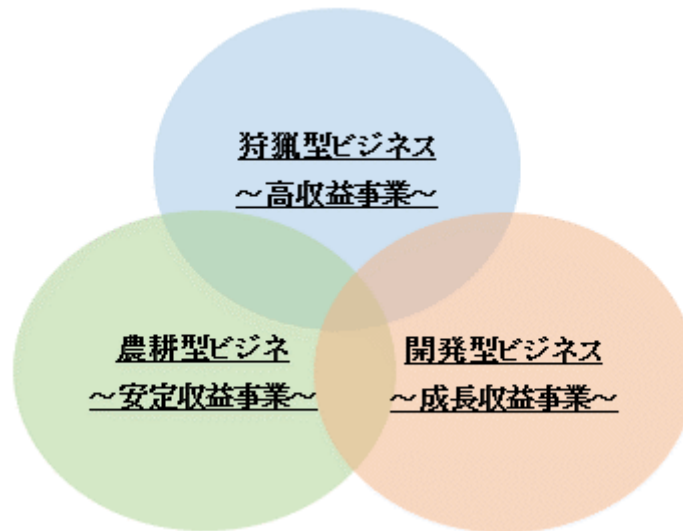 狩猟型ビジネス
～高収益事業～
農耕型ビジネ
～安定収益事業～
開発型ビジネス
～成長収益事業～